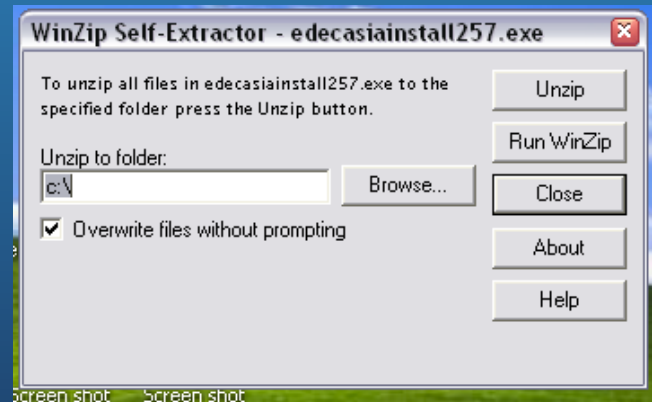 WinZip Self-Extractor - edecasiainstall257.exe
To unzip all files in edecasiainstall257.exe to the
specified folder press the Unzip button.
Unzip to folder:
c:\
Browse...
Overwrite files without prompting
Unzip
Run WinZip
Close
About
Help
Screen shot Screen shot